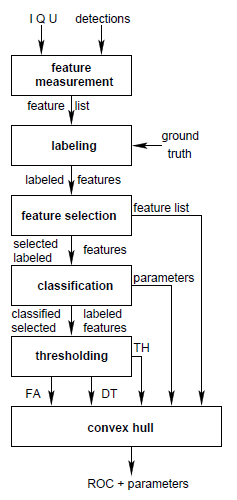 I Q U detections
feature
measurement
feature list
labeling
ground
truth
labeled features
feature selection
feature list
selected
labeled
features
classification
parameters
classified
selected
labeled
features
thresholding
TH
FA DT
convex hull
ROC + parameters